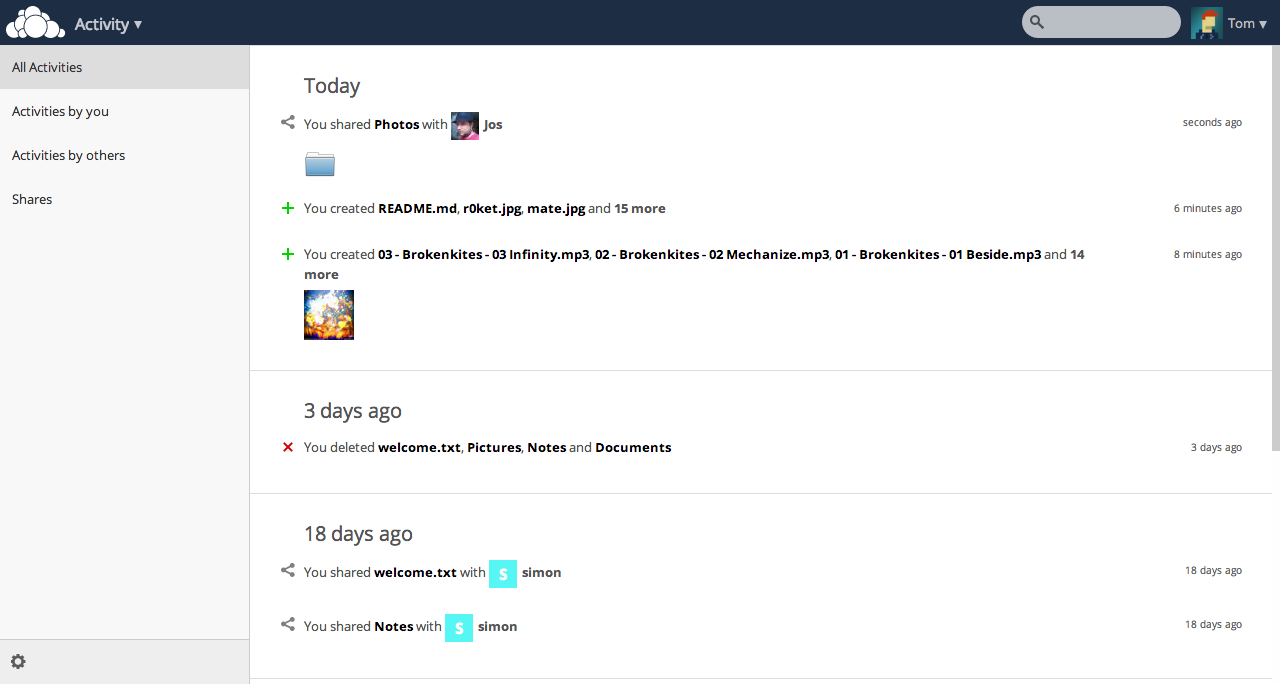 Activity ▾
Tom ▾
All Activities
Activities by you
Activities by others
Shares
Today
You shared Photos with Jos
seconds ago
You created README.md, r0ket.jpg, mate.jpg and 15 more
6 minutes ago
You created 03 - Brokenkites - 03 Infinity.mp3, 02 - Brokenkites - 02 Mechanize.mp3, 01 - Brokenkites - 01 Beside.mp3 and 14
more
8 minutes ago
3 days ago
You deleted welcome.txt, Pictures, Notes and Documents
3 days ago
18 days ago
You shared welcome.txt with S simon
18 days ago
You shared Notes with S simon
18 days ago